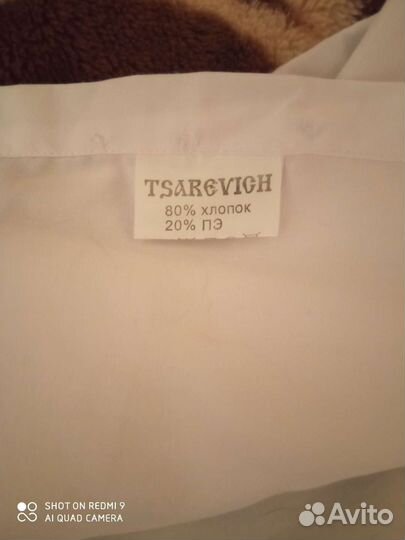 TSAREVICH
80% хлопок
20% ПЭ
SHOT ON REDMI 9
AI QUAD CAMERA
Avito